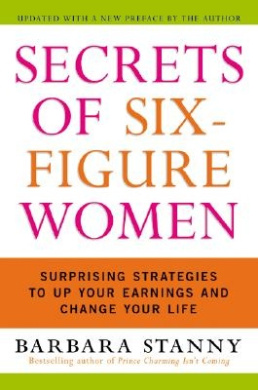 UPDATED WITH A NEW PREFACE BY THE AUTHOR
SECRETS
OF SIX-
FIGURE
WOMEN
SURPRISING STRATEGIES
TO UP YOUR EARNINGS AND
CHANGE YOUR LIFE
BARBARA STANNY
Bestselling author of Prince Charming Isn't Coming